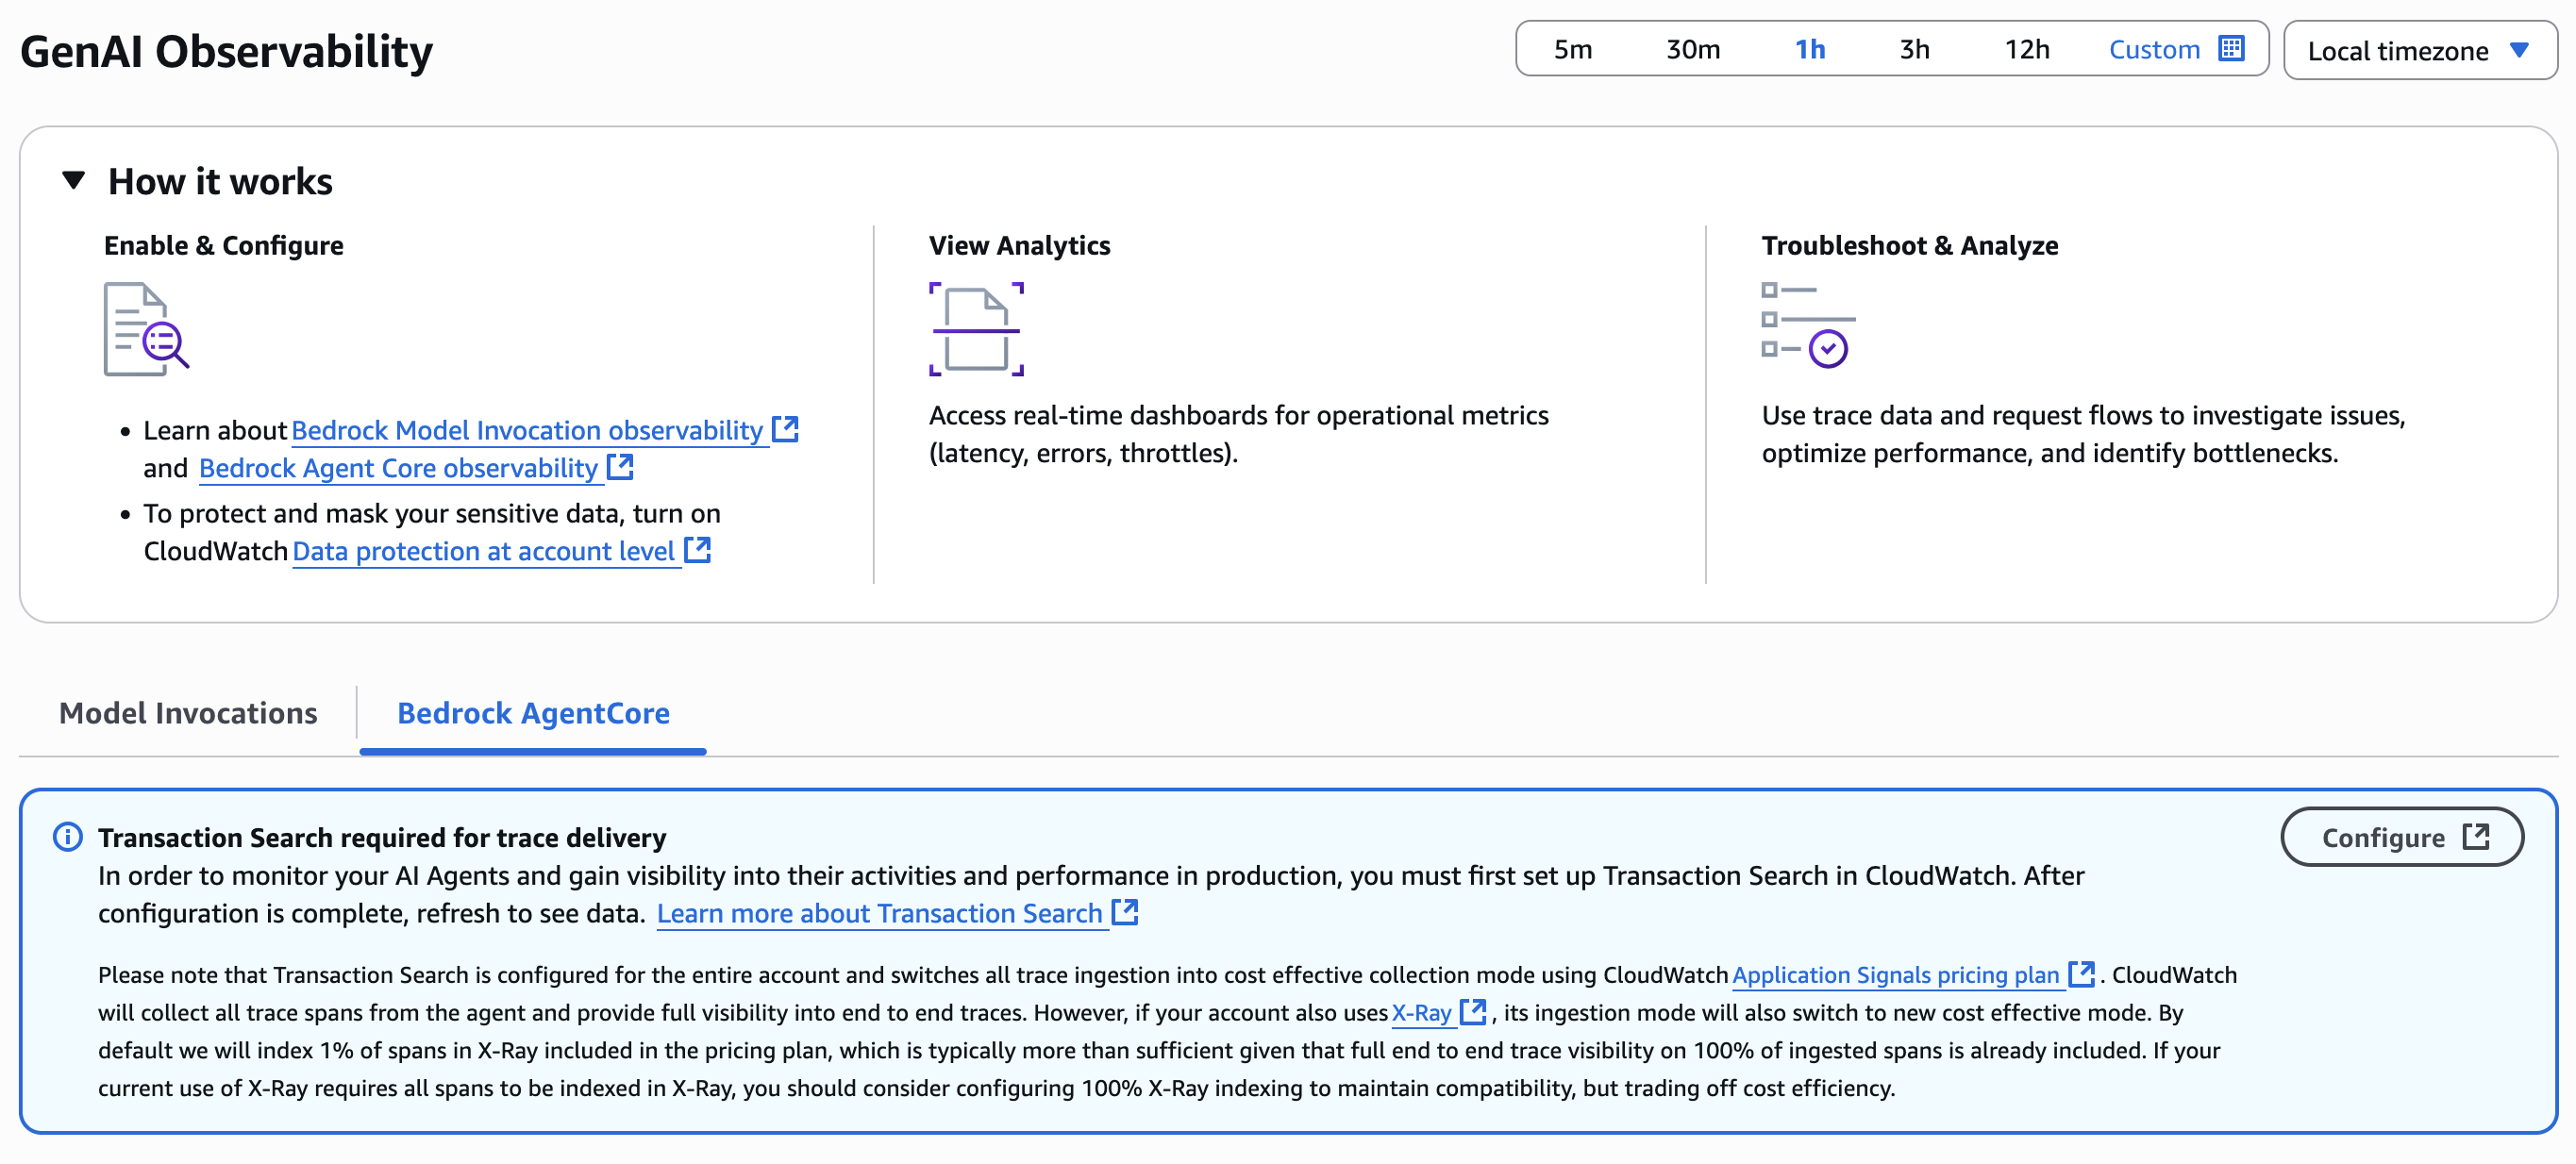 GenAI Observability
5m 30m 1h 3h 12h Custom
Local timezone
How it works
Enable & Configure
Learn about Bedrock Model Invocation observability
and Bedrock Agent Core observability
To protect and mask your sensitive data, turn on
CloudWatch Data protection at account level
View Analytics
Access real-time dashboards for operational metrics
(latency, errors, throttles).
Troubleshoot & Analyze
Use trace data and request flows to investigate issues,
optimize performance, and identify bottlenecks.
Model Invocations
Bedrock AgentCore
Transaction Search required for trace delivery
Configure
In order to monitor your AI Agents and gain visibility into their activities and performance in production, you must first set up Transaction Search in CloudWatch. After
configuration is complete, refresh to see data. Learn more about Transaction Search
Please note that Transaction Search is configured for the entire account and switches all trace ingestion into cost effective collection mode using CloudWatch Application Signals pricing plan . CloudWatch
will collect all trace spans from the agent and provide full visibility into end to end traces. However, if your account also uses X-Ray , its ingestion mode will also switch to new cost effective mode. By
default we will index 1% of spans in X-Ray included in the pricing plan, which is typically more than sufficient given that full end to end trace visibility on 100% of ingested spans is already included. If your
current use of X-Ray requires all spans to be indexed in X-Ray, you should consider configuring 100% X-Ray indexing to maintain compatibility, but trading off cost efficiency.